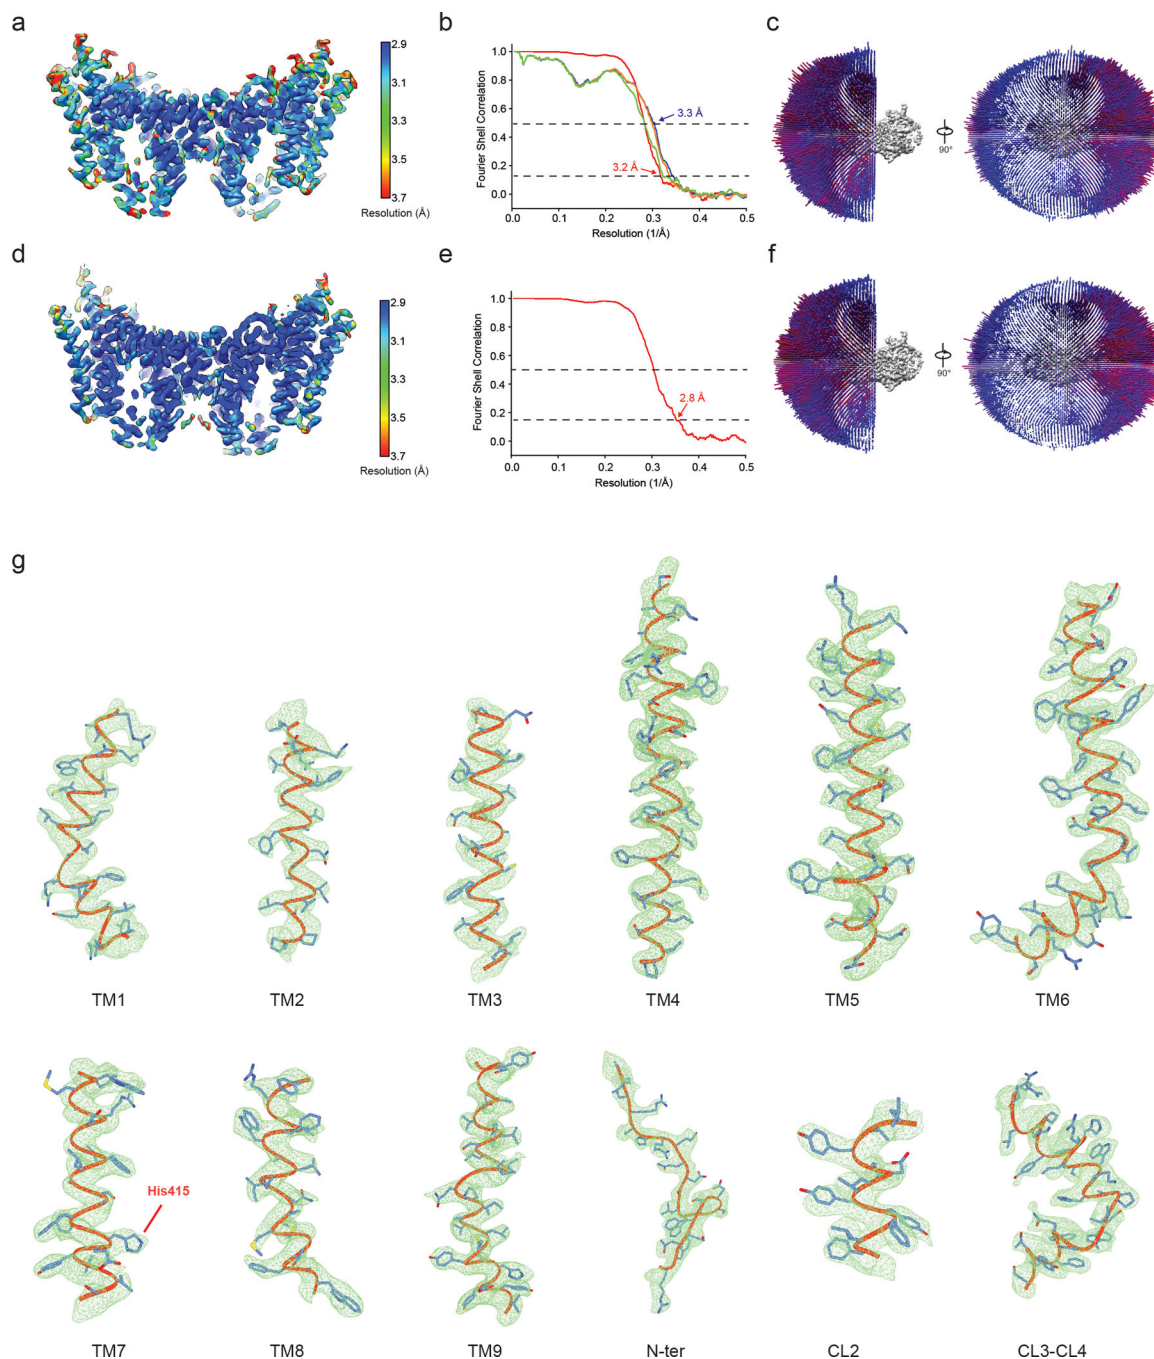 a
2.9
3.1
3.3
3.5
3.7
Resolution (Å)
b
Fourier Shell Correlation
1.0
0.8
0.6
0.4
0.2
0.0
3.3 Å
3.2 Å
0.0 0.1 0.2 0.3 0.4 0.5
Resolution (1/Å)
c
90°
d
2.9
3.1
3.3
3.5
3.7
Resolution (Å)
e
Fourier Shell Correlation
1.0
0.8
0.6
0.4
0.2
0.0
2.8 Å
0.0 0.1 0.2 0.3 0.4 0.5
Resolution (1/Å)
f
90°
g
TM1 TM2 TM3 TM4 TM5 TM6
His415
TM7 TM8 TM9 N-ter CL2 CL3-CL4